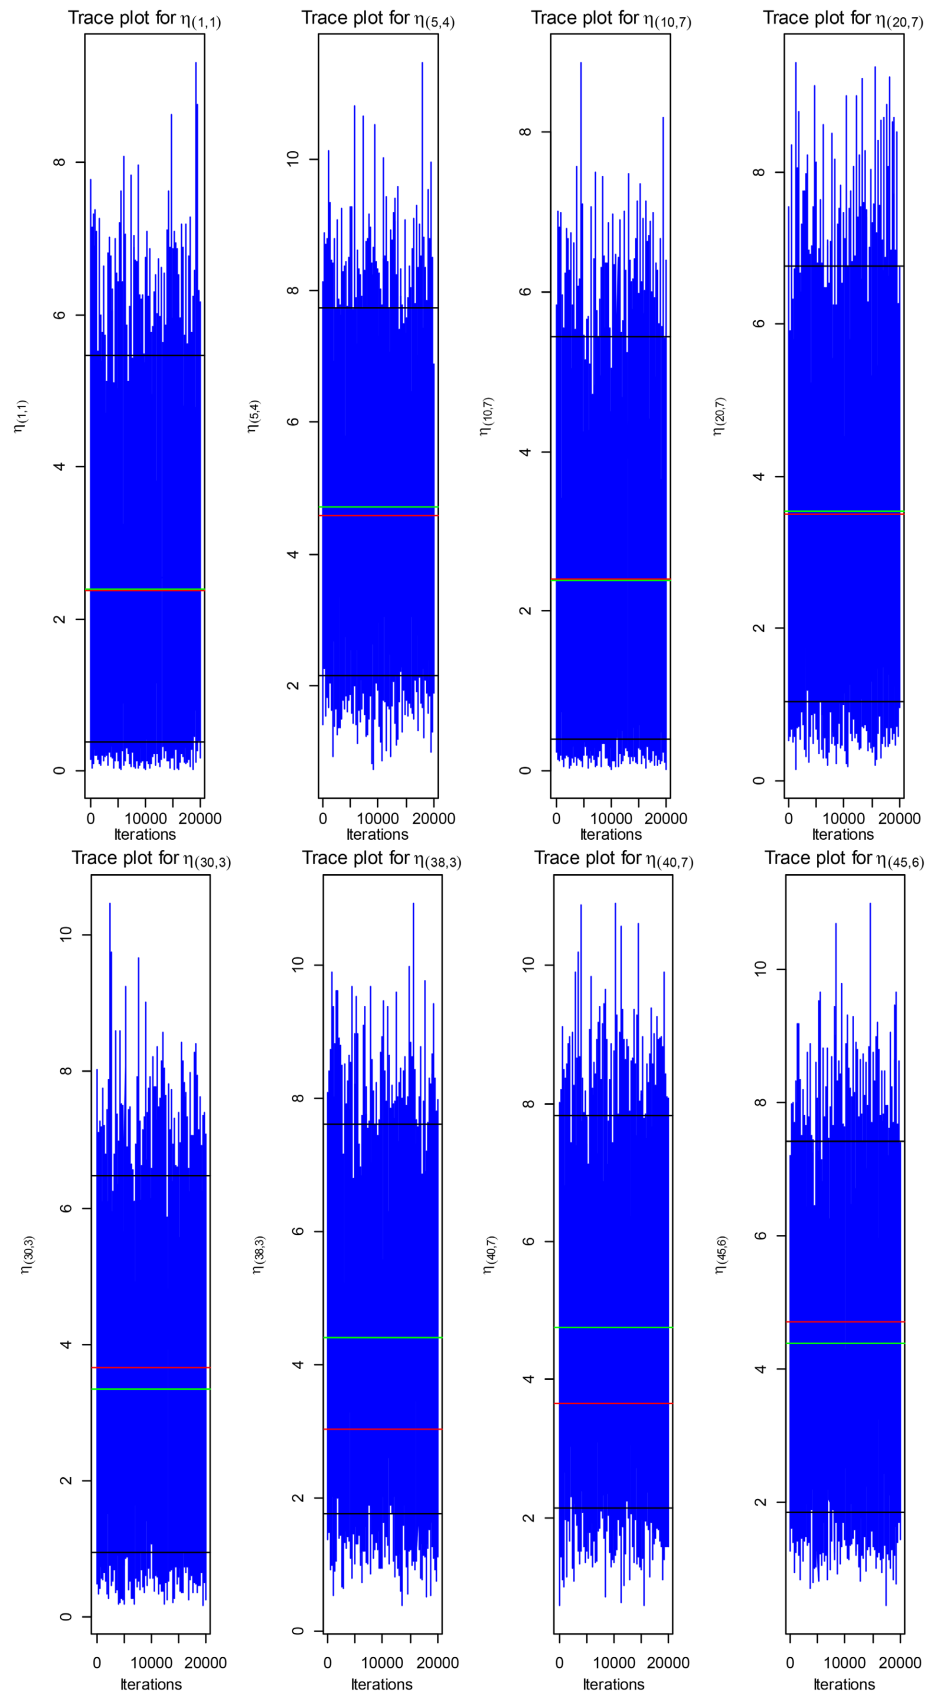 Trace plot for η(1,1) Trace plot for η(5,4) Trace plot for η(10,7) Trace plot for η(20,7)
η(1,1) 0 2 4 6 8
η(5,4) 2 4 6 8 10
η(10,7) 0 2 4 6 8
η(20,7) 0 2 4 6 8
0 10000 20000 0 10000 20000 0 10000 20000 0 10000 20000
Iterations Iterations Iterations Iterations
Trace plot for η(30,3) Trace plot for η(38,3) Trace plot for η(40,7) Trace plot for η(45,6)
η(30,3) 0 2 4 6 8 10
η(38,3) 0 2 4 6 8 10
η(40,7) 2 4 6 8 10
η(45,6) 2 4 6 8 10
0 10000 20000 0 10000 20000 0 10000 20000 0 10000 20000
Iterations Iterations Iterations Iterations